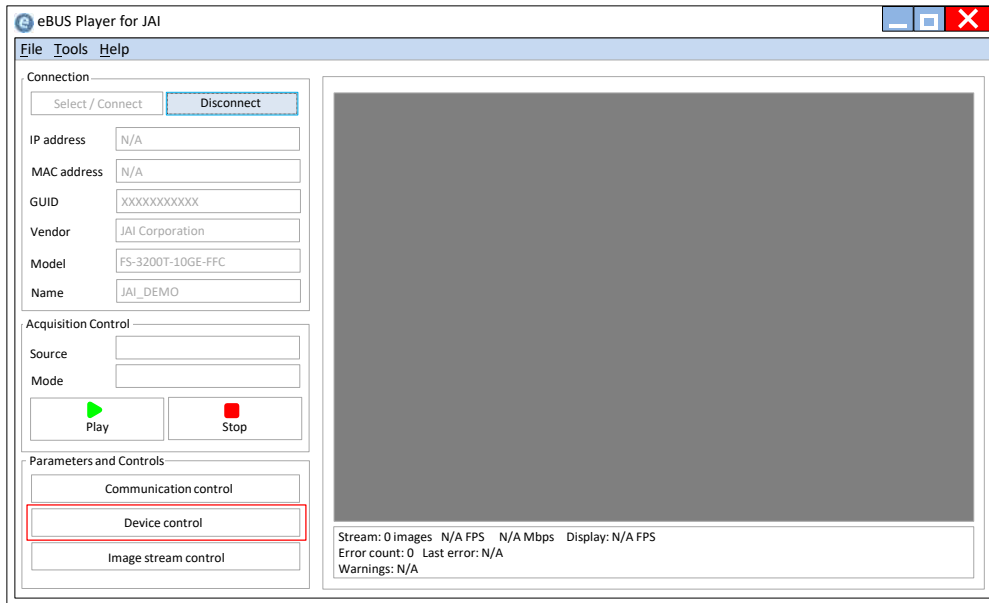 eBUS Player for JAI
File Tools Help
Connection
Select / Connect Disconnect
IP address N/A
MAC address N/A
GUID XXXXXXXXXXX
Vendor JAI Corporation
Model FS-3200T-10GE-FFC
Name JAI_DEMO
Acquisition Control
Source
Mode
Play Stop
Parameters and Controls
Communication control
Device control
Image stream control
Stream: 0 images N/A FPS N/A Mbps Display: N/A FPS
Error count: 0 Last error: N/A
Warnings: N/A